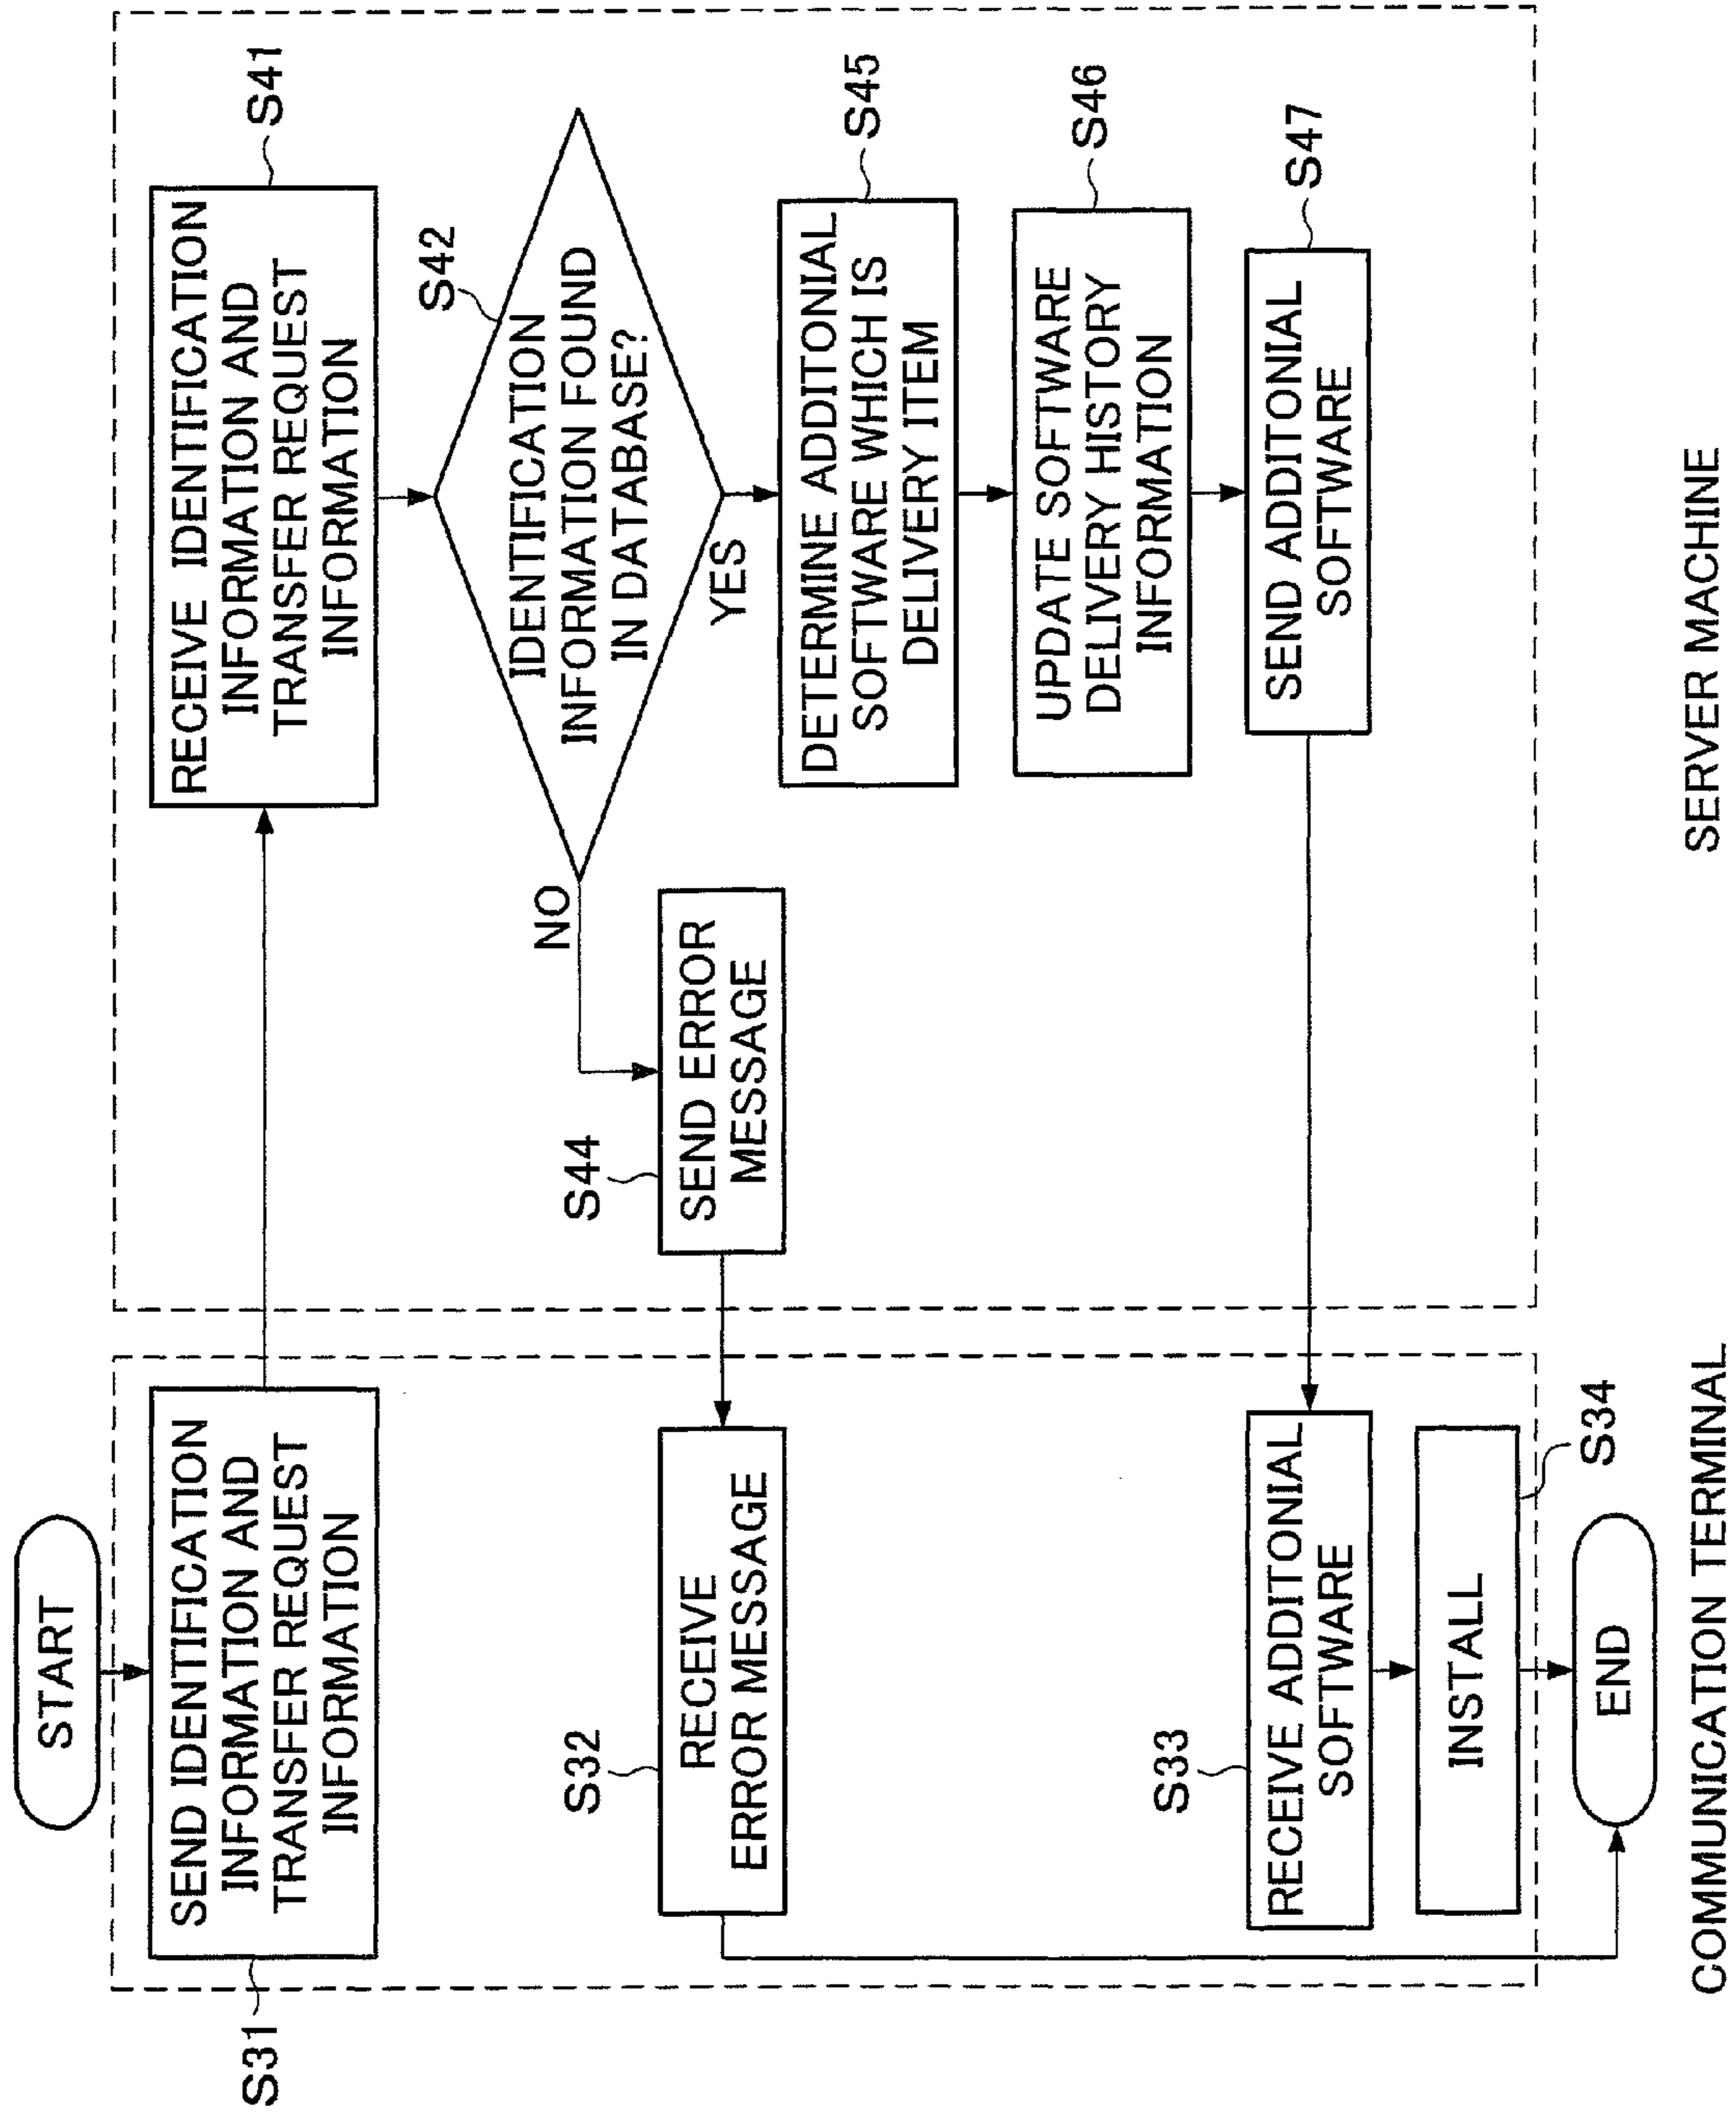 START
SEND IDENTIFICATION
INFORMATION AND
TRANSFER REQUEST
INFORMATION
S31
RECEIVE IDENTIFICATION
INFORMATION AND
TRANSFER REQUEST
INFORMATION
S41
S42
IDENTIFICATION
INFORMATION FOUND
IN DATABASE?
NO
YES
S44
SEND ERROR
MESSAGE
S32
RECEIVE
ERROR MESSAGE
DETERMINE ADDITONIAL
SOFTWARE WHICH IS
DELIVERY ITEM
S45
UPDATE SOFTWARE
DELIVERY HISTORY
INFORMATION
S46
SEND ADDITONIAL
SOFTWARE
S47
S33
RECEIVE ADDITONIAL
SOFTWARE
INSTALL
S34
END
COMMUNICATION TERMINAL
SERVER MACHINE